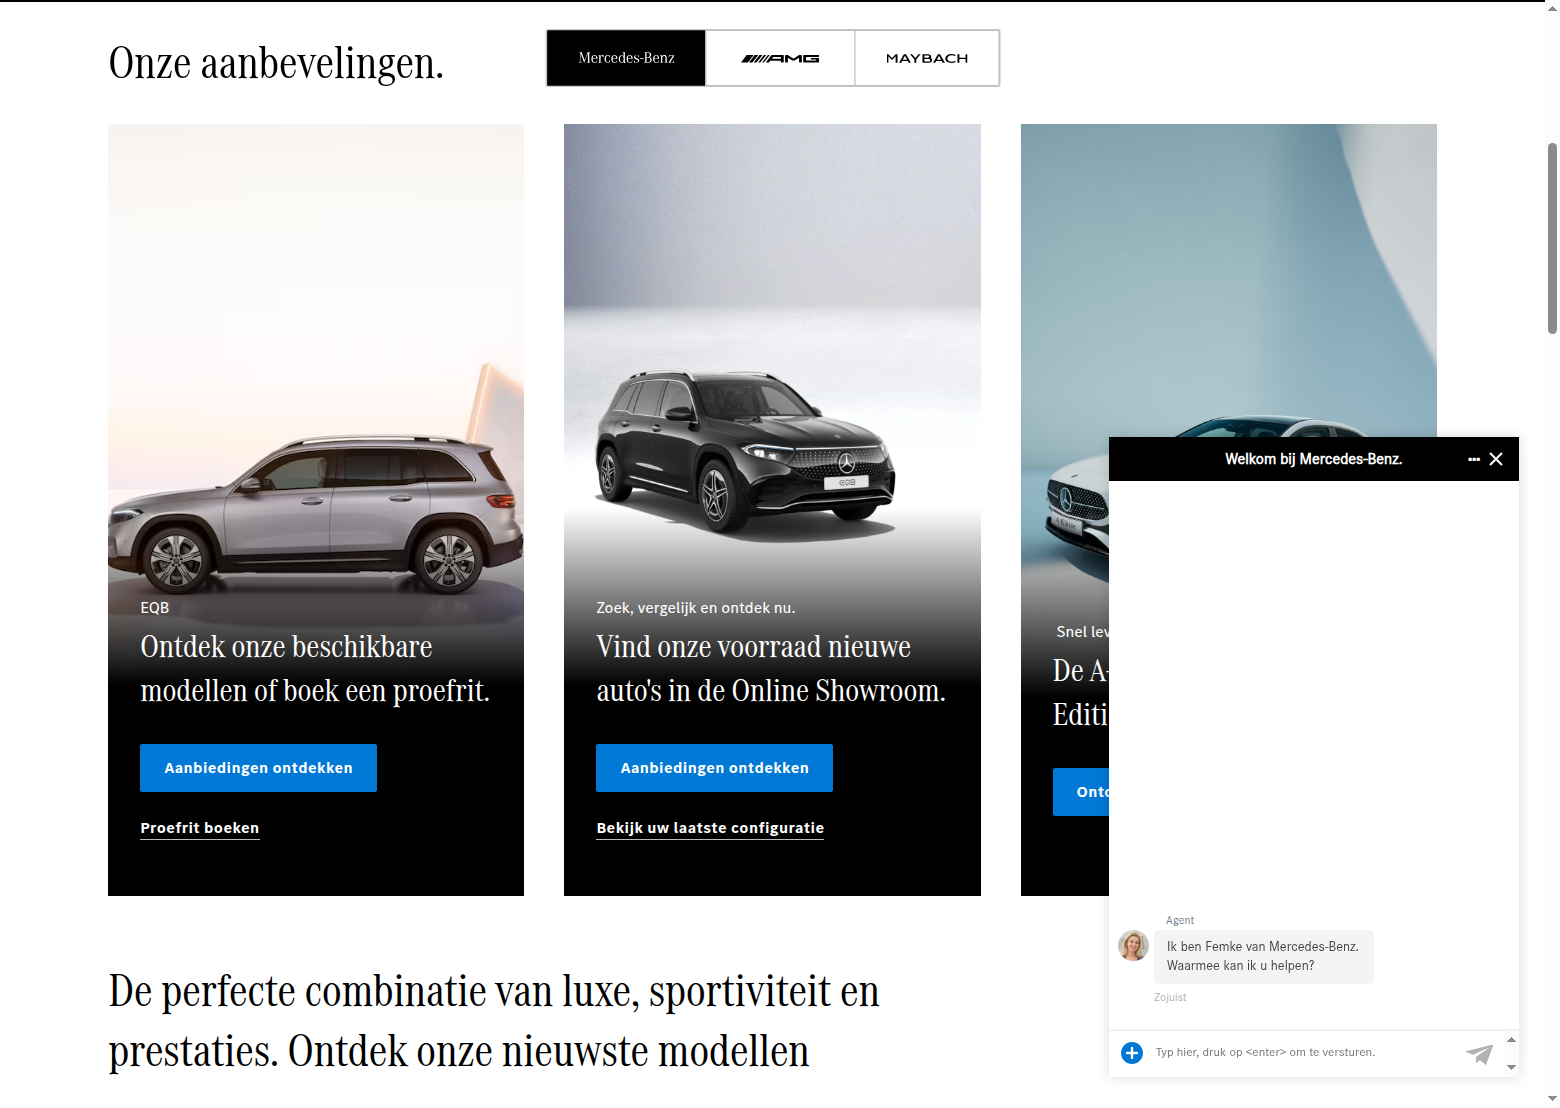 Onze aanbevelingen.
Mercedes-Benz
AMG
MAYBACH
EQB
Ontdek onze beschikbare
modellen of boek een proefrit.
Aanbiedingen ontdekken
Proefrit boeken
EQB
Zoek, vergelijk en ontdek nu.
Vind onze voorraad nieuwe
auto's in de Online Showroom.
Aanbiedingen ontdekken
Bekijk uw laatste configuratie
A-Klasse
Snel lev
De A-
Editi
Ontd
Welkom bij Mercedes-Benz.
Agent
Ik ben Femke van Mercedes-Benz.
Waarmee kan ik u helpen?
Zojuist
Typ hier, druk op <enter> om te versturen.
De perfecte combinatie van luxe, sportiviteit en
prestaties. Ontdek onze nieuwste modellen